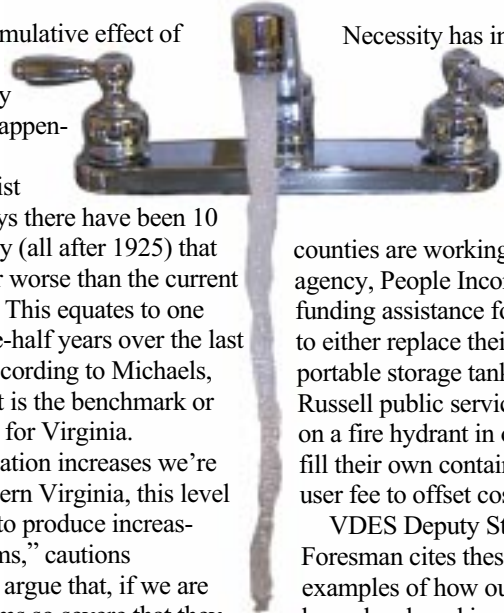 mulative effect of
y
appen-
ist
ys there have been 10
y (all after 1925) that
r worse than the current
This equates to one
e-half years over the last
ccording to Michaels,
t is the benchmark or
for Virginia.
ation increases we're
ern Virginia, this level
to produce increas-
ms,” cautions
argue that, if we are
ms so severe that they
Necessity has in
counties are working
agency, People Incor
funding assistance fo
to either replace thei
portable storage tank
Russell public servic
on a fire hydrant in
fill their own contain
user fee to offset cos
VDES Deputy St
Foresman cites thes
examples of how ou